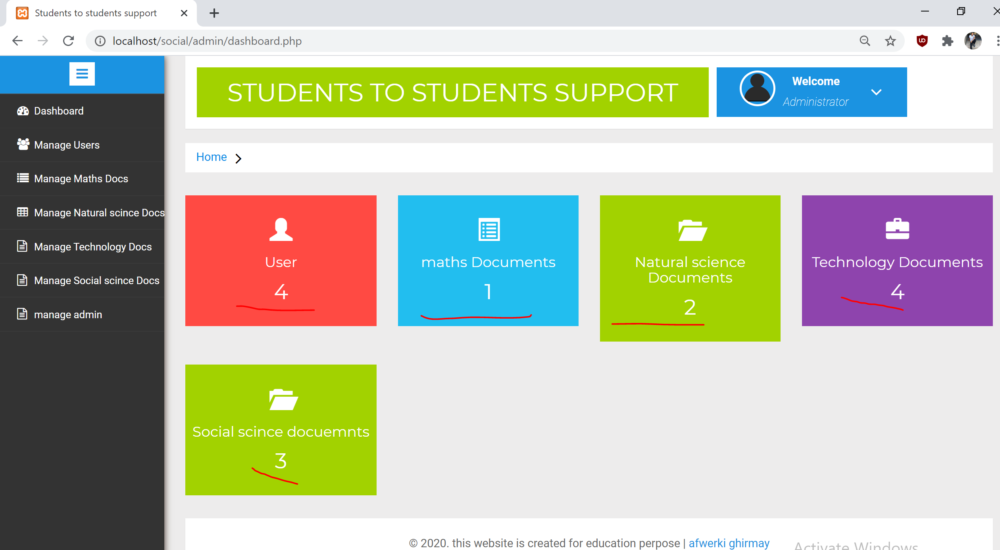 Students to students support
localhost/social/admin/dashboard.php
STUDENTS TO STUDENTS SUPPORT
Welcome
Administrator
Dashboard
Manage Users
Manage Maths Docs
Manage Natural scince Docs
Manage Technology Docs
Manage Social scince Docs
manage admin
Home
User
4
maths Documents
1
Natural science
Documents
2
Technology Documents
4
Social scince docuemnts
3
© 2020. this website is created for education perpose | afwerki ghirmay
Activate Windows